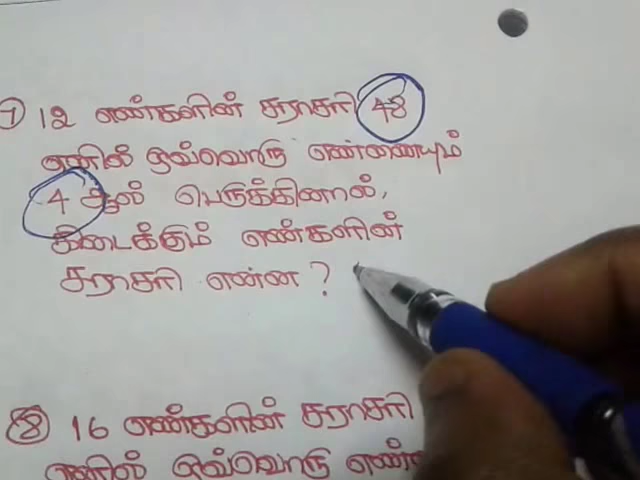 7 12 எண்களின் சராசரி 48
எனில் ஒவ்வொரு எண்ணையும்
4 ஆல் பெருக்கினால்,
கிடைக்கும் எண்களின்
சராசரி என்ன ?
8 16 எண்களின் சராசரி
எனில் ஒவ்வொரு